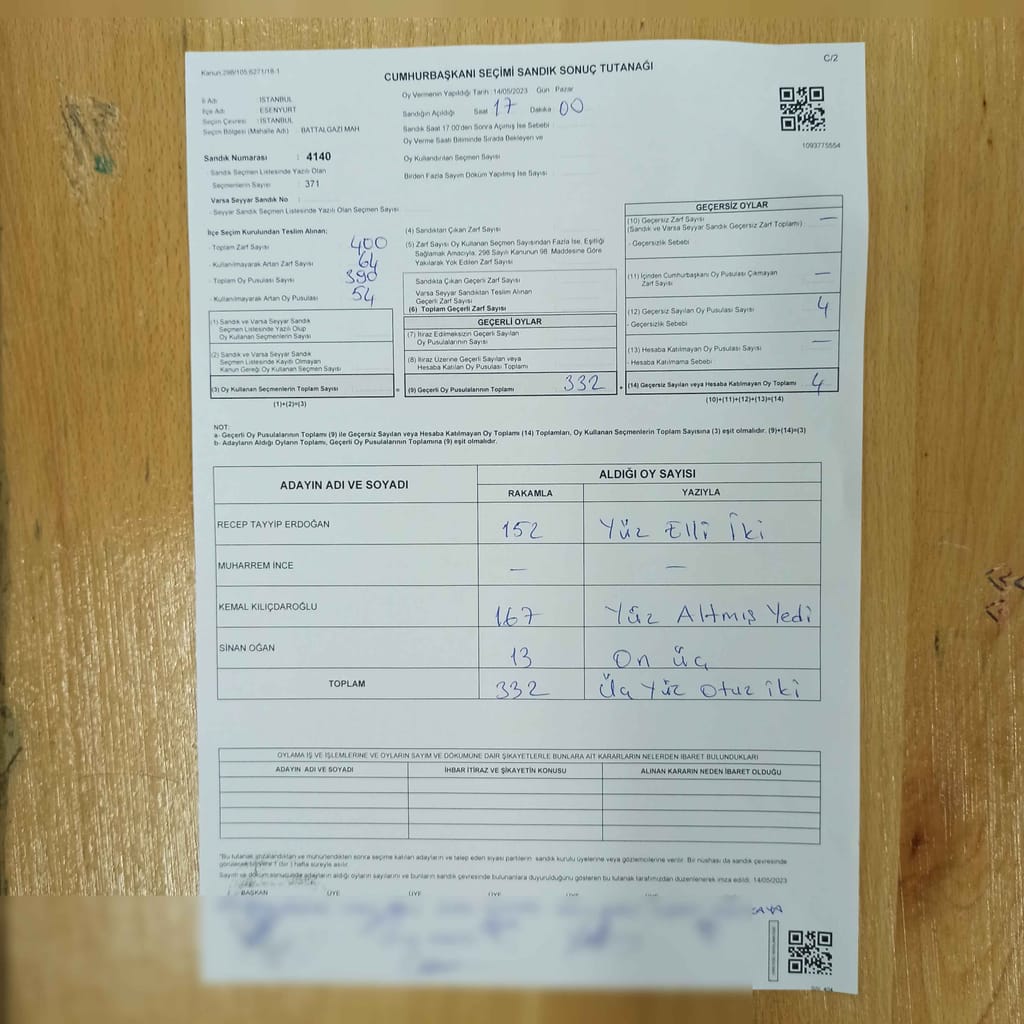 Kanun:298/105;6271/18-1
CUMHURBAŞKANI SEÇİMİ SANDIK SONUÇ TUTANAĞI
C/2
İl Adı : İSTANBUL
İlçe Adı : ESENYURT
Seçim Çevresi : İSTANBUL
Seçim Bölgesi (Mahalle Adı) : BATTALGAZİ MAH
Oy Vermenin Yapıldığı Tarih : 14/05/2023 Gün : Pazar
Sandığın Açıldığı Saat 17 Dakika 00
Sandık Saat 17.00'den Sonra Açılmış İse Sebebi
Oy Verme Saati Bitiminde Sırada Bekleyen ve
Oy Kullandırılan Seçmen Sayısı
Birden Fazla Sayım Döküm Yapılmış İse Sayısı
1093775554
Sandık Numarası : 4140
Sandık Seçmen Listesinde Yazılı Olan
Seçmenlerin Sayısı : 371
Varsa Seyyar Sandık No :
Seyyar Sandık Seçmen Listesinde Yazılı Olan Seçmen Sayısı
İlçe Seçim Kurulundan Teslim Alınan;
- Toplam Zarf Sayısı 400
- Kullanılmayarak Artan Zarf Sayısı 64
- Toplam Oy Pusulası Sayısı 390
- Kullanılmayarak Artan Oy Pusulası 54
(1) Sandık ve Varsa Seyyar Sandık
Seçmen Listesinde Yazılı Olup
Oy Kullanan Seçmenlerin Sayısı
(2) Sandık ve Varsa Seyyar Sandık
Seçmen Listesinde Kayıtlı Olmayan
Kanun Gereği Oy Kullanan Seçmen Sayısı
(3) Oy Kullanan Seçmenlerin Toplam Sayısı
(1)+(2)=(3)
(4) Sandıktan Çıkan Zarf Sayısı
(5) Zarf Sayısı Oy Kullanan Seçmen Sayısından Fazla İse, Eşitliği
Sağlamak Amacıyla, 298 Sayılı Kanunun 98. Maddesine Göre
Yakılarak Yok Edilen Zarf Sayısı
Sandıkta Çıkan Geçerli Zarf Sayısı
Varsa Seyyar Sandıktan Teslim Alınan
Geçerli Zarf Sayısı
(6) Toplam Geçerli Zarf Sayısı
GEÇERLİ OYLAR
(7) İtiraz Edilmeksizin Geçerli Sayılan
Oy Pusulalarının Sayısı
(8) İtiraz Üzerine Geçerli Sayılan veya
Hesaba Katılan Oy Pusulası Toplamı
= (9) Geçerli Oy Pusulalarının Toplamı 332
GEÇERSİZ OYLAR
(10) Geçersiz Zarf Sayısı —
(Sandık ve Varsa Seyyar Sandık Geçersiz Zarf Toplamı)
- Geçersizlik Sebebi
(11) İçinden Cumhurbaşkanı Oy Pusulası Çıkmayan —
Zarf Sayısı
(12) Geçersiz Sayılan Oy Pusulası Sayısı 4
- Geçersizlik Sebebi
(13) Hesaba Katılmayan Oy Pusulası Sayısı —
- Hesaba Katılmama Sebebi
+ (14) Geçersiz Sayılan veya Hesaba Katılmayan Oy Toplamı 4
(10)+(11)+(12)+(13)=(14)
NOT:
a- Geçerli Oy Pusulalarının Toplamı (9) ile Geçersiz Sayılan veya Hesaba Katılmayan Oy Toplamı (14) Toplamları, Oy Kullanan Seçmenlerin Toplam Sayısına (3) eşit olmalıdır. (9)+(14)=(3)
b- Adayların Aldığı Oyların Toplamı, Geçerli Oy Pusulalarının Toplamına (9) eşit olmalıdır.
ADAYIN ADI VE SOYADI
ALDIĞI OY SAYISI
RAKAMLA YAZIYLA
RECEP TAYYİP ERDOĞAN 152 Yüz Elli İki
MUHARREM İNCE — —
KEMAL KILIÇDAROĞLU 167 Yüz Altmış Yedi
SİNAN OĞAN 13 On üç
TOPLAM 332 Üç Yüz Otuz iki
OYLAMA İŞ VE İŞLEMLERİNE VE OYLARIN SAYIM VE DÖKÜMÜNE DAİR ŞİKAYETLERLE BUNLARA AİT KARARLARIN NELERDEN İBARET BULUNDUKLARI
ADAYIN ADI VE SOYADI İHBAR İTİRAZ VE ŞİKAYETİN KONUSU ALINAN KARARIN NEDEN İBARET OLDUĞU
"Bu tutanak imzalandıktan ve mühürlendikten sonra seçime katılan adayların ve talep eden siyasi partilerin sandık kurulu üyelerine veya gözlemcilerine verilir. Bir nüshası da sandık çevresinde
görülecek bir yere 1 (bir) hafta süreyle asılır.
Sayım ve döküm sonucunda adayların aldığı oyların sayılarını ve bunların sandık çevresinde bulunanlara duyurulduğunu gösteren bu tutanak tarafımızdan düzenlenerek imza edildi. 14/05/2023
BAŞKAN ÜYE ÜYE ÜYE ÜYE ÜYE